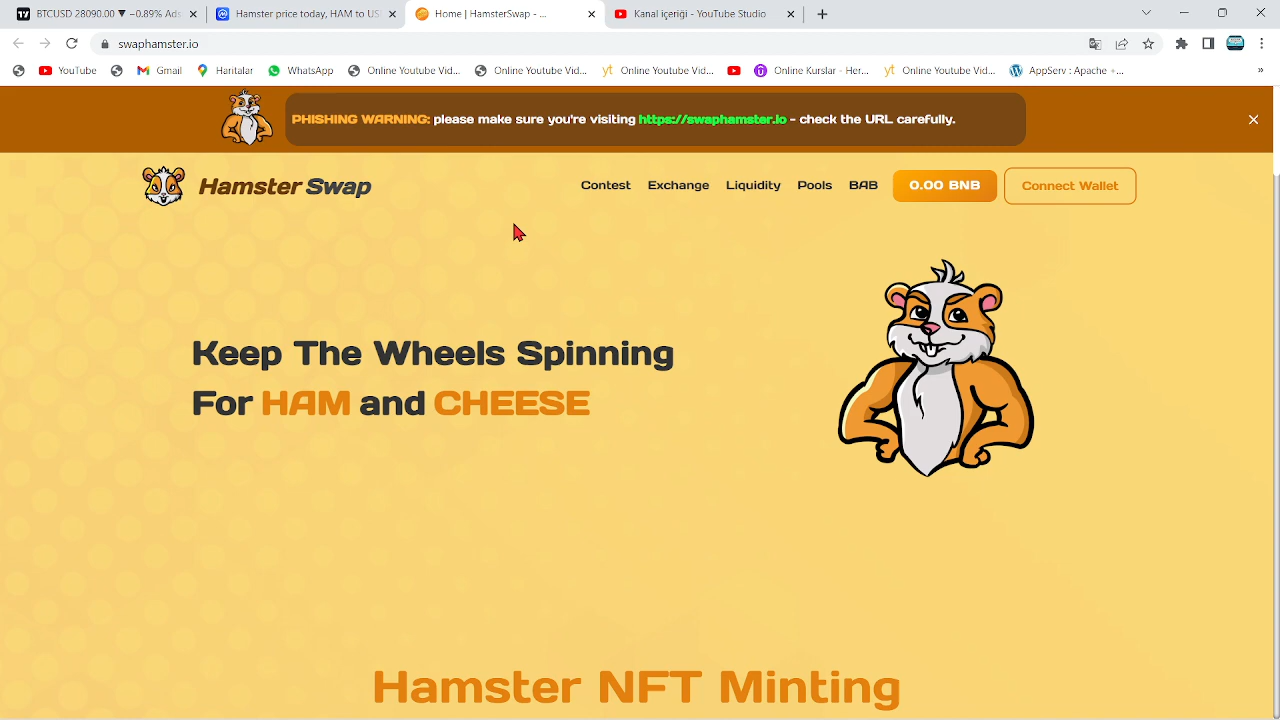 BTCUSD 28090.00 ▼ −0.89% Ads
Hamster price today, HAM to US
Home | HamsterSwap - ...
Kanal içeriği - YouTube Studio
swaphamster.io
YouTube
Gmail
Haritalar
WhatsApp
Online Youtube Vid...
Online Youtube Vid...
Online Youtube Vid...
Online Kurslar - Her...
Online Youtube Vid...
AppServ : Apache +...
PHISHING WARNING: please make sure you're visiting https://swaphamster.io - check the URL carefully.
Hamster Swap
Contest
Exchange
Liquidity
Pools
BAB
0.00 BNB
Connect Wallet
Keep The Wheels Spinning
For HAM and CHEESE
Hamster NFT Minting